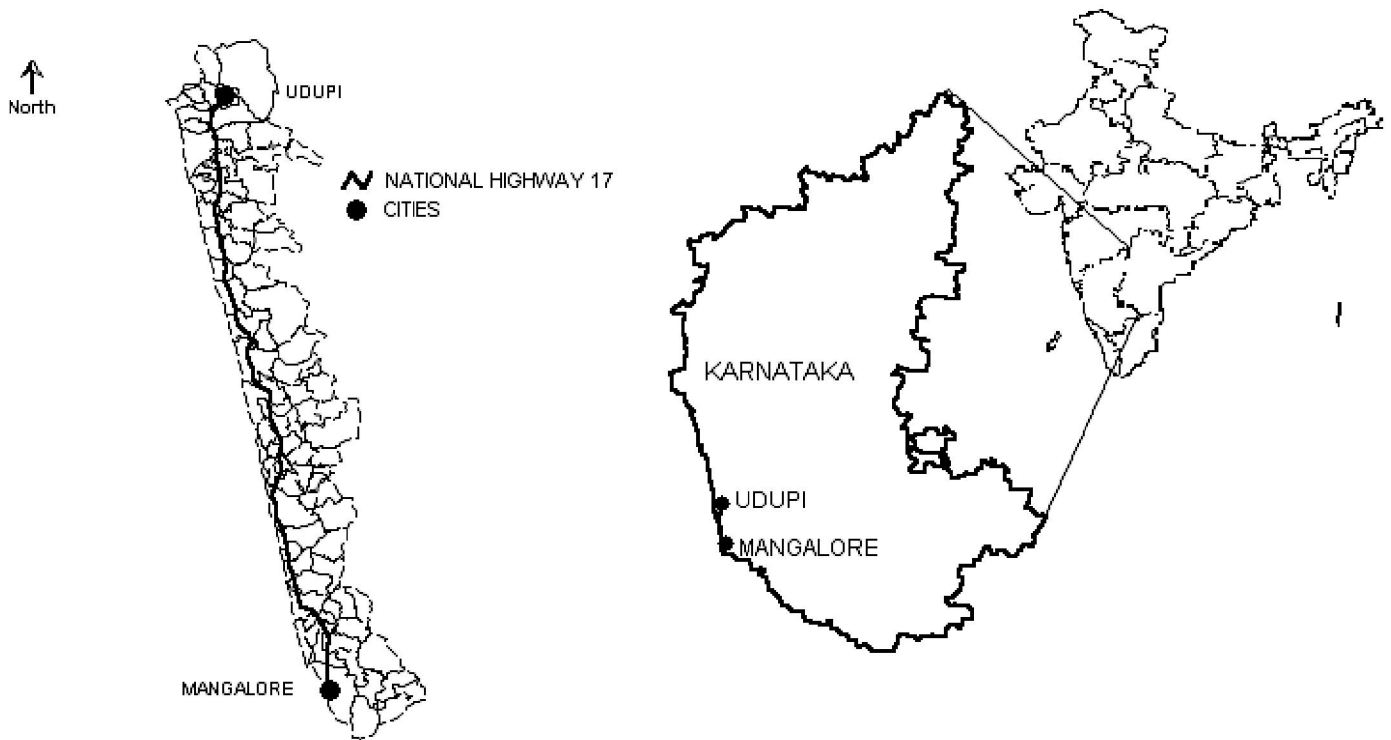 North
UDUPI
NATIONAL HIGHWAY 17
CITIES
MANGALORE
KARNATAKA
UDUPI
MANGALORE